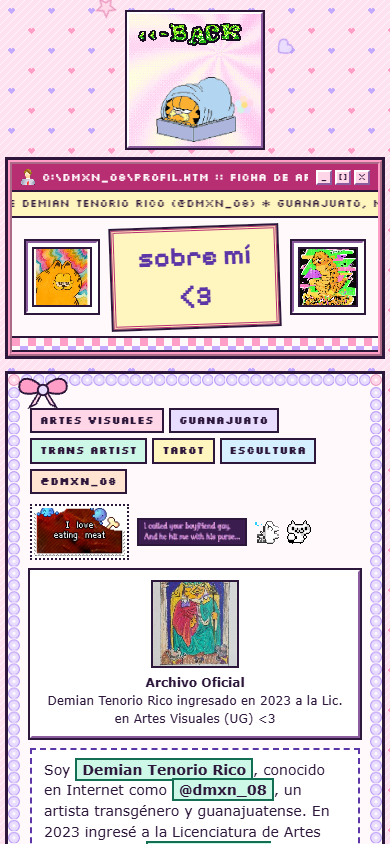 ‹‹-BACK
O:\DMXN_08\PROFIL.HTM :: FICHA DE AR
E DEMIAN TENORIO RICO (@DMXN_08) * GUANAJUATO, M
sobre mí
<3
ARTES VISUALES
GUANAJUATO
TRANS ARTIST
TAROT
ESCULTURA
@DMXN_08
I love
eating meat
I called your boyfriend gay,
And he hit me with his purse...
Archivo Oficial
Demian Tenorio Rico ingresado en 2023 a la Lic.
en Artes Visuales (UG) <3
Soy Demian Tenorio Rico, conocido
en Internet como @dmxn_08, un
artista transgénero y guanajuatense. En
2023 ingresé a la Licenciatura de Artes